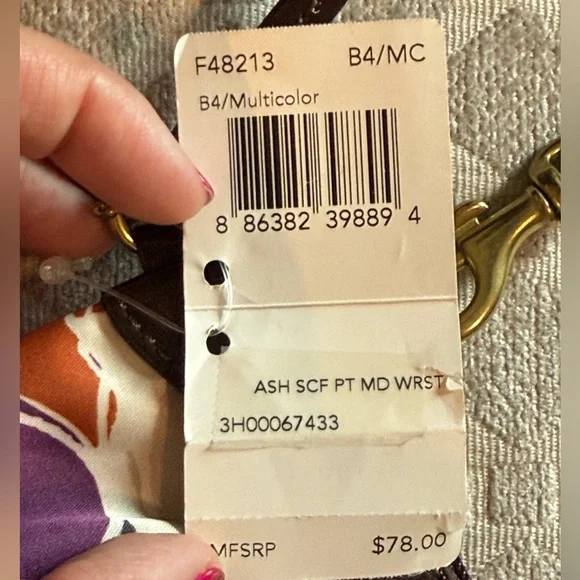 F48213 B4/MC
B4/Multicolor
8 86382 39889 4
ASH SCF PT MD WRST
3H00067433
MFSRP $78.00